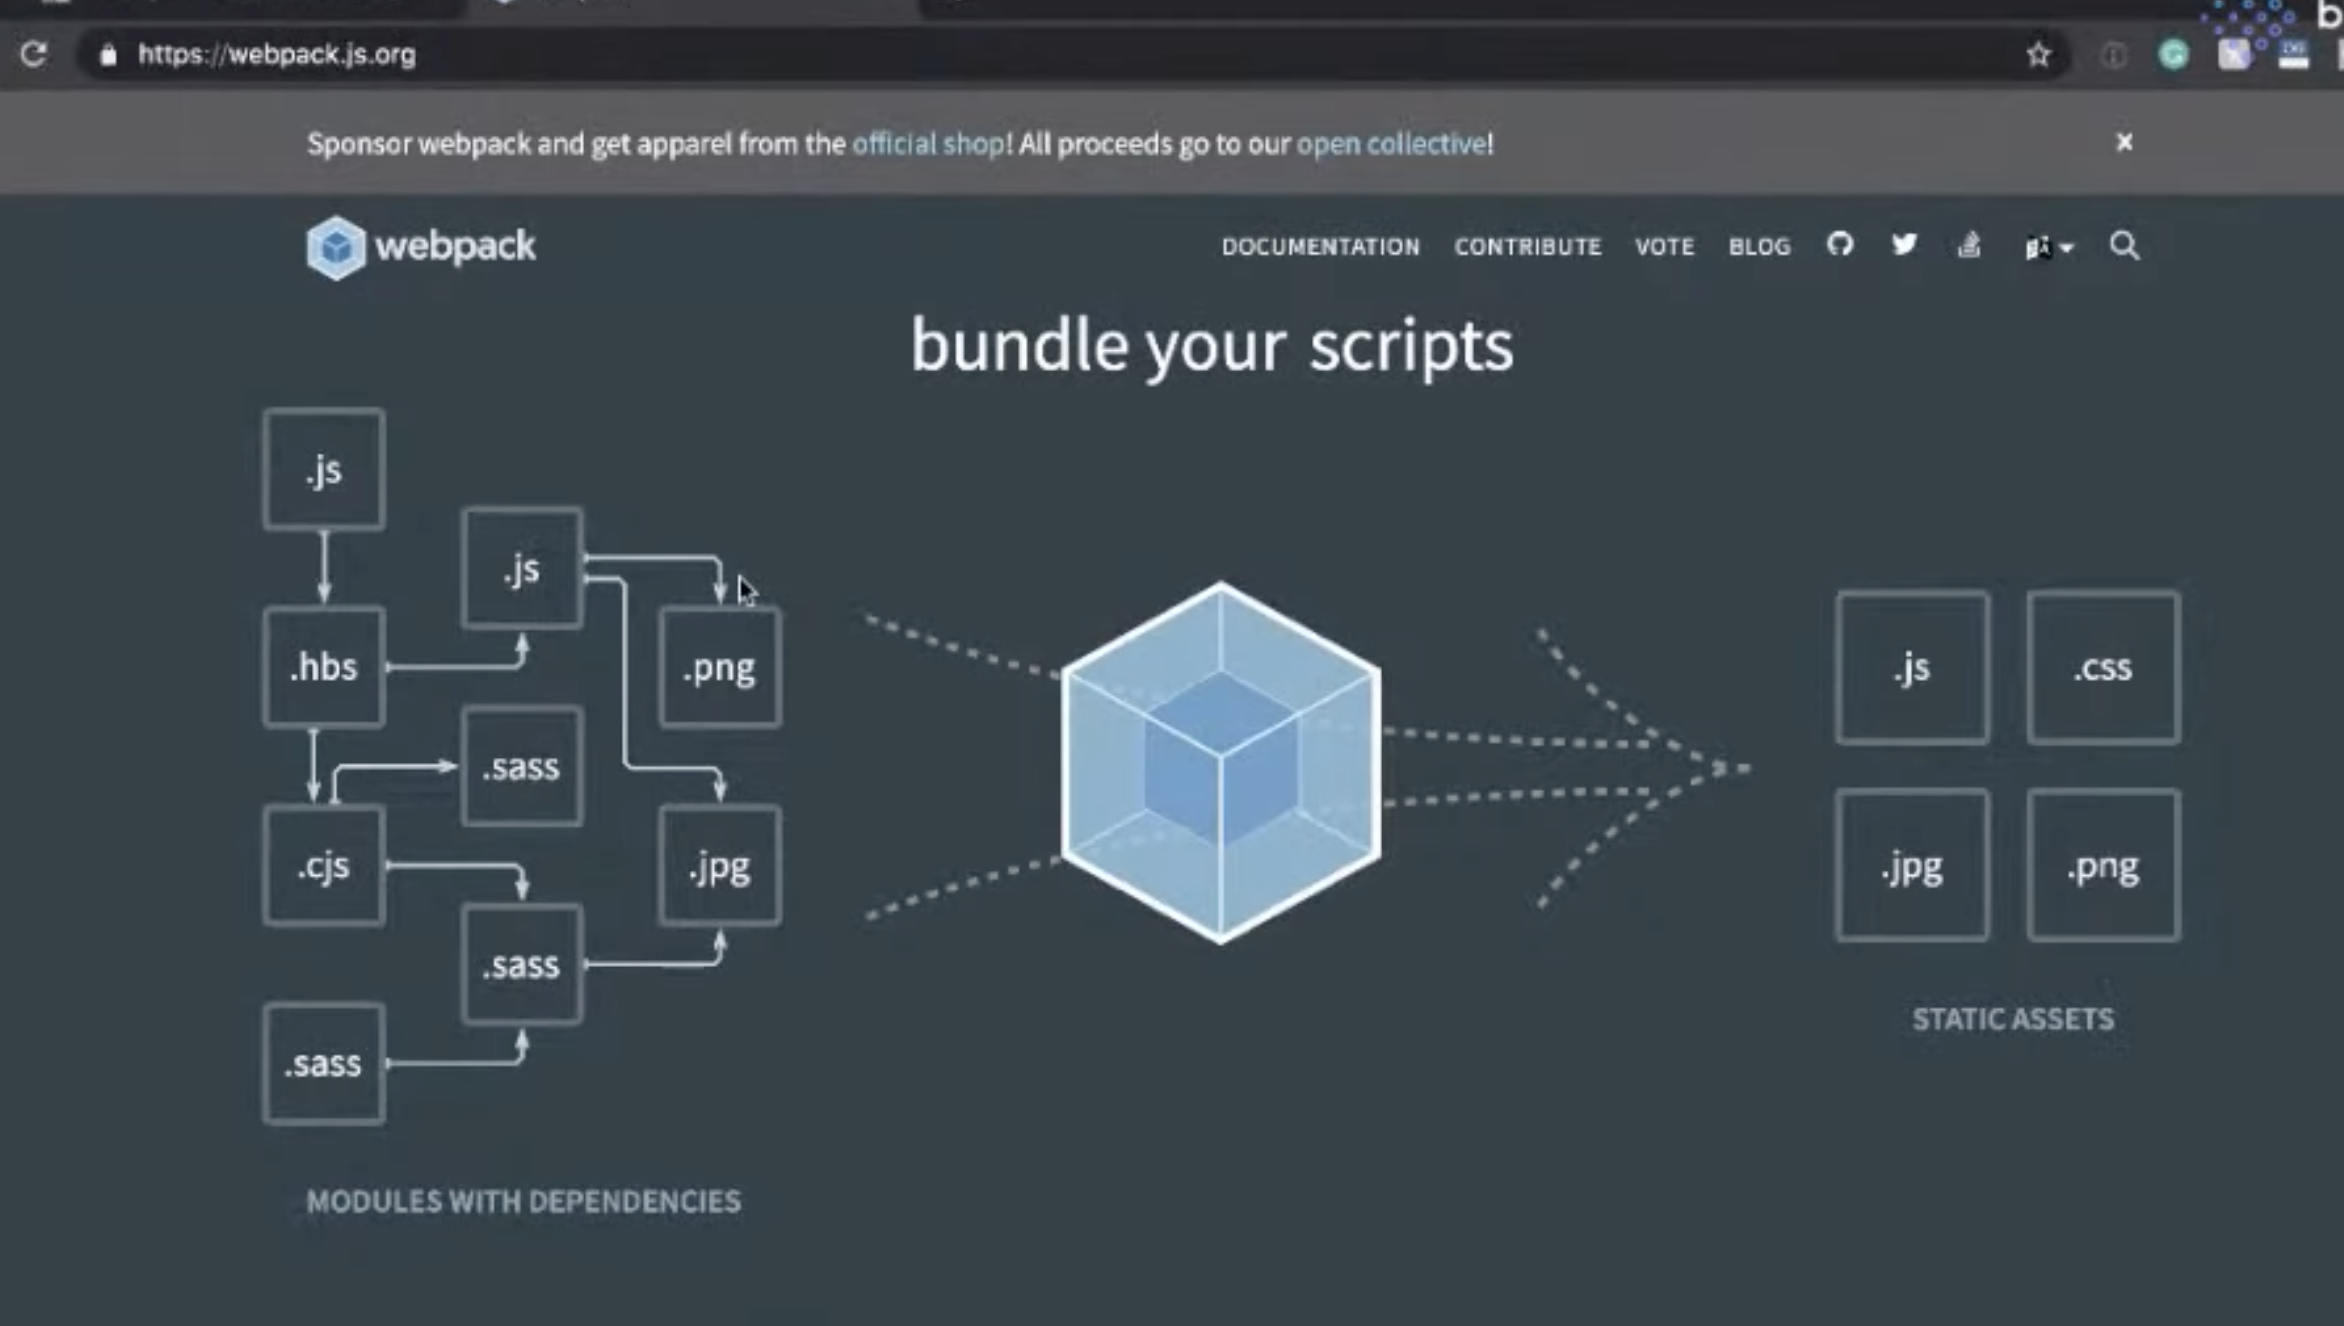 https://webpack.js.org
Sponsor webpack and get apparel from the official shop! All proceeds go to our open collective!
x
webpack
DOCUMENTATION CONTRIBUTE VOTE BLOG
bundle your scripts
.js
.js
.hbs
.png
.sass
.cjs
.jpg
.sass
.sass
MODULES WITH DEPENDENCIES
.js
.css
.jpg
.png
STATIC ASSETS